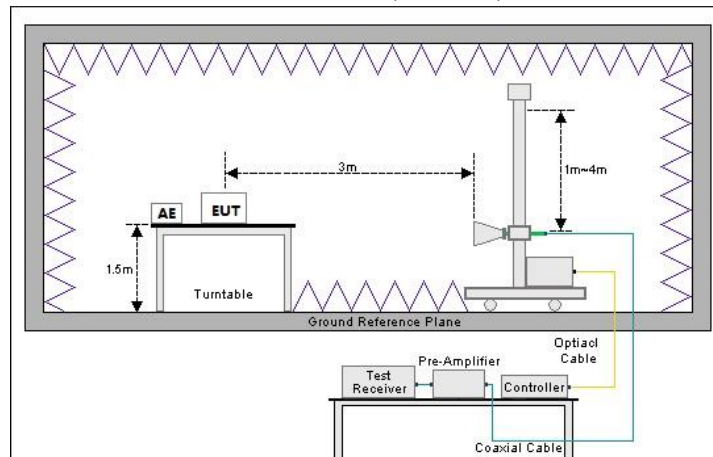 3m
1m~4m
AE
EUT
1.5m
Turntable
Ground Reference Plane
Optiacl
Cable
Pre-Amplifier
Test
Receiver
Controller
Coaxial Cable